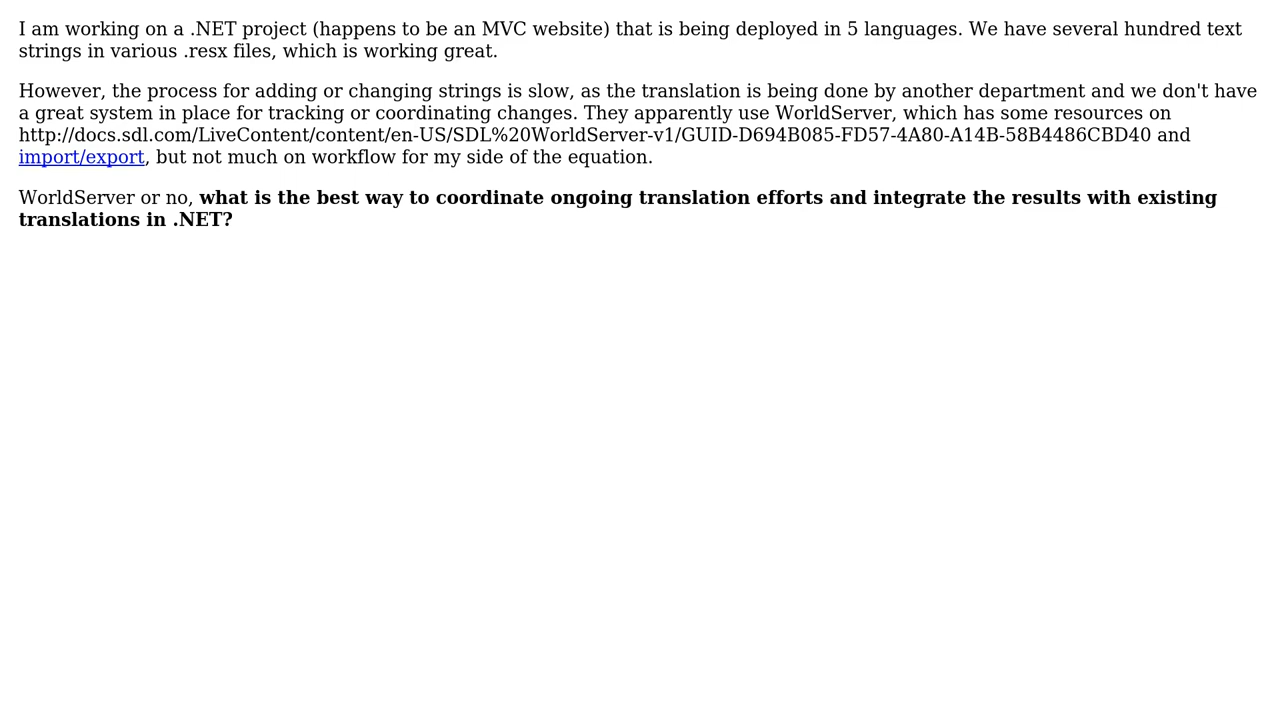 I am working on a .NET project (happens to be an MVC website) that is being deployed in 5 languages. We have several hundred text
strings in various .resx files, which is working great.
However, the process for adding or changing strings is slow, as the translation is being done by another department and we don't have
a great system in place for tracking or coordinating changes. They apparently use WorldServer, which has some resources on
http://docs.sdl.com/LiveContent/content/en-US/SDL%20WorldServer-v1/GUID-D694B085-FD57-4A80-A14B-58B4486CBD40 and
import/export, but not much on workflow for my side of the equation.
WorldServer or no, what is the best way to coordinate ongoing translation efforts and integrate the results with existing
translations in .NET?